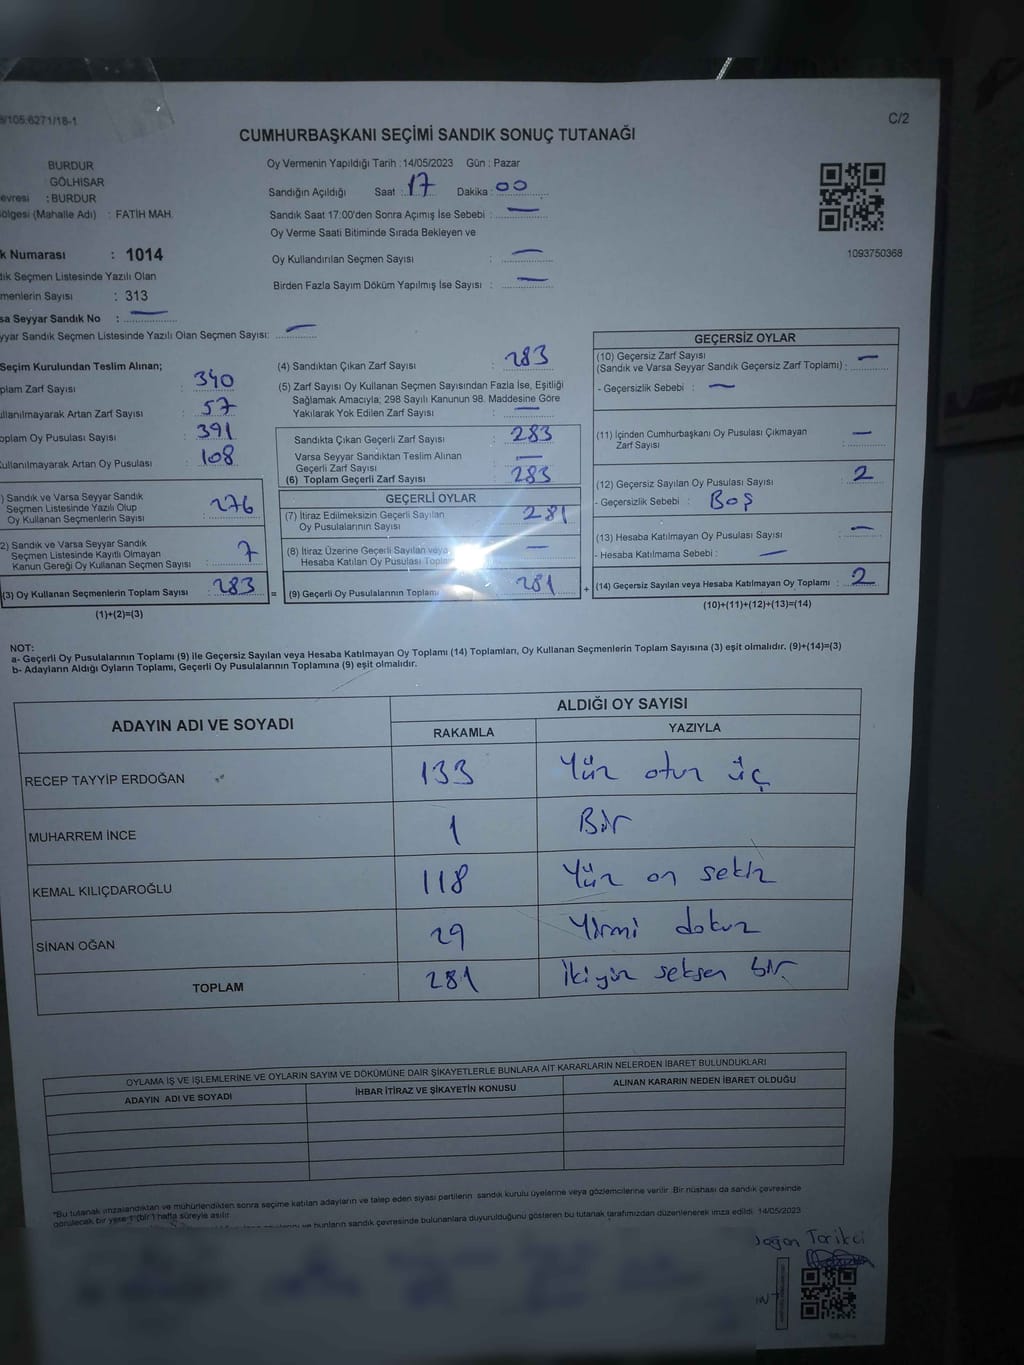 /105:6271/18-1
C/2
CUMHURBAŞKANI SEÇİMİ SANDIK SONUÇ TUTANAĞI
BURDUR
GÖLHİSAR
: BURDUR
(Mahalle Adı) : FATİH MAH.
Numarası : 1014
Seçmen Listesinde Yazılı Olan
Sayısı : 313
Seyyar Sandık No : —
Sandık Seçmen Listesinde Yazılı Olan Seçmen Sayısı: —
Oy Vermenin Yapıldığı Tarih : 14/05/2023 Gün : Pazar
Sandığın Açıldığı Saat : 17 Dakika : 00
Sandık Saat 17:00'den Sonra Açılmış İse Sebebi : —
Oy Verme Saati Bitiminde Sırada Bekleyen ve
Oy Kullandırılan Seçmen Sayısı : —
Birden Fazla Sayım Döküm Yapılmış İse Sayısı : —
1093750368
Seçim Kurulundan Teslim Alınan;
Zarf Sayısı : 340
Artan Zarf Sayısı : 57
Oy Pusulası Sayısı : 391
Artan Oy Pusulası : 108
Sandık ve Varsa Seyyar Sandık
Seçmen Listesinde Yazılı Olup
Oy Kullanan Seçmenlerin Sayısı : 276
2) Sandık ve Varsa Seyyar Sandık
Seçmen Listesinde Kayıtlı Olmayan
Kanun Gereği Oy Kullanan Seçmen Sayısı : 7
(3) Oy Kullanan Seçmenlerin Toplam Sayısı : 283 =
(1)+(2)=(3)
(4) Sandıktan Çıkan Zarf Sayısı : 283
(5) Zarf Sayısı Oy Kullanan Seçmen Sayısından Fazla İse, Eşitliği
Sağlamak Amacıyla; 298 Sayılı Kanunun 98. Maddesine Göre
Yakılarak Yok Edilen Zarf Sayısı : —
Sandıkta Çıkan Geçerli Zarf Sayısı : 283
Varsa Seyyar Sandıktan Teslim Alınan
Geçerli Zarf Sayısı : —
(6) Toplam Geçerli Zarf Sayısı : 283
GEÇERLİ OYLAR
(7) İtiraz Edilmeksizin Geçerli Sayılan
Oy Pusulalarının Sayısı : 281
(8) İtiraz Üzerine Geçerli Sayılan veya
Hesaba Katılan Oy Pusulası —
(9) Geçerli Oy Pusulalarının Toplamı 281 +
GEÇERSİZ OYLAR
(10) Geçersiz Zarf Sayısı
(Sandık ve Varsa Seyyar Sandık Geçersiz Zarf Toplamı) : —
- Geçersizlik Sebebi : —
(11) İçinden Cumhurbaşkanı Oy Pusulası Çıkmayan
Zarf Sayısı : —
(12) Geçersiz Sayılan Oy Pusulası Sayısı : 2
- Geçersizlik Sebebi : Boş
(13) Hesaba Katılmayan Oy Pusulası Sayısı : —
- Hesaba Katılmama Sebebi : —
(14) Geçersiz Sayılan veya Hesaba Katılmayan Oy Toplamı : 2
(10)+(11)+(12)+(13)=(14)
NOT:
a- Geçerli Oy Pusulalarının Toplamı (9) ile Geçersiz Sayılan veya Hesaba Katılmayan Oy Toplamı (14) Toplamları, Oy Kullanan Seçmenlerin Toplam Sayısına (3) eşit olmalıdır. (9)+(14)=(3)
b- Adayların Aldığı Oyların Toplamı, Geçerli Oy Pusulalarının Toplamına (9) eşit olmalıdır.
ADAYIN ADI VE SOYADI
ALDIĞI OY SAYISI
RAKAMLA YAZIYLA
RECEP TAYYİP ERDOĞAN 133 Yüz otuz üç
MUHARREM İNCE 1 Bir
KEMAL KILIÇDAROĞLU 118 Yüz on sekiz
SİNAN OĞAN 29 Yirmi dokuz
TOPLAM 281 İkiyüz seksen bir
OYLAMA İŞ VE İŞLEMLERİNE VE OYLARIN SAYIM VE DÖKÜMÜNE DAİR ŞİKAYETLERLE BUNLARA AİT KARARLARIN NELERDEN İBARET BULUNDUKLARI
ADAYIN ADI VE SOYADI İHBAR İTİRAZ VE ŞİKAYETİN KONUSU ALINAN KARARIN NEDEN İBARET OLDUĞU
*Bu tutanak imzalandıktan ve mühürlendikten sonra seçime katılan adayların ve talep eden siyasi partilerin sandık kurulu üyelerine veya gözlemcilerine verilir. Bir nüshası da sandık çevresinde
görülecek bir yere 1 (bir) hafta süreyle asılır.
ve bunların sandık çevresinde bulunanlara duyurulduğunu gösteren bu tutanak tarafımızdan düzenlenerek imza edildi. 14/05/2023